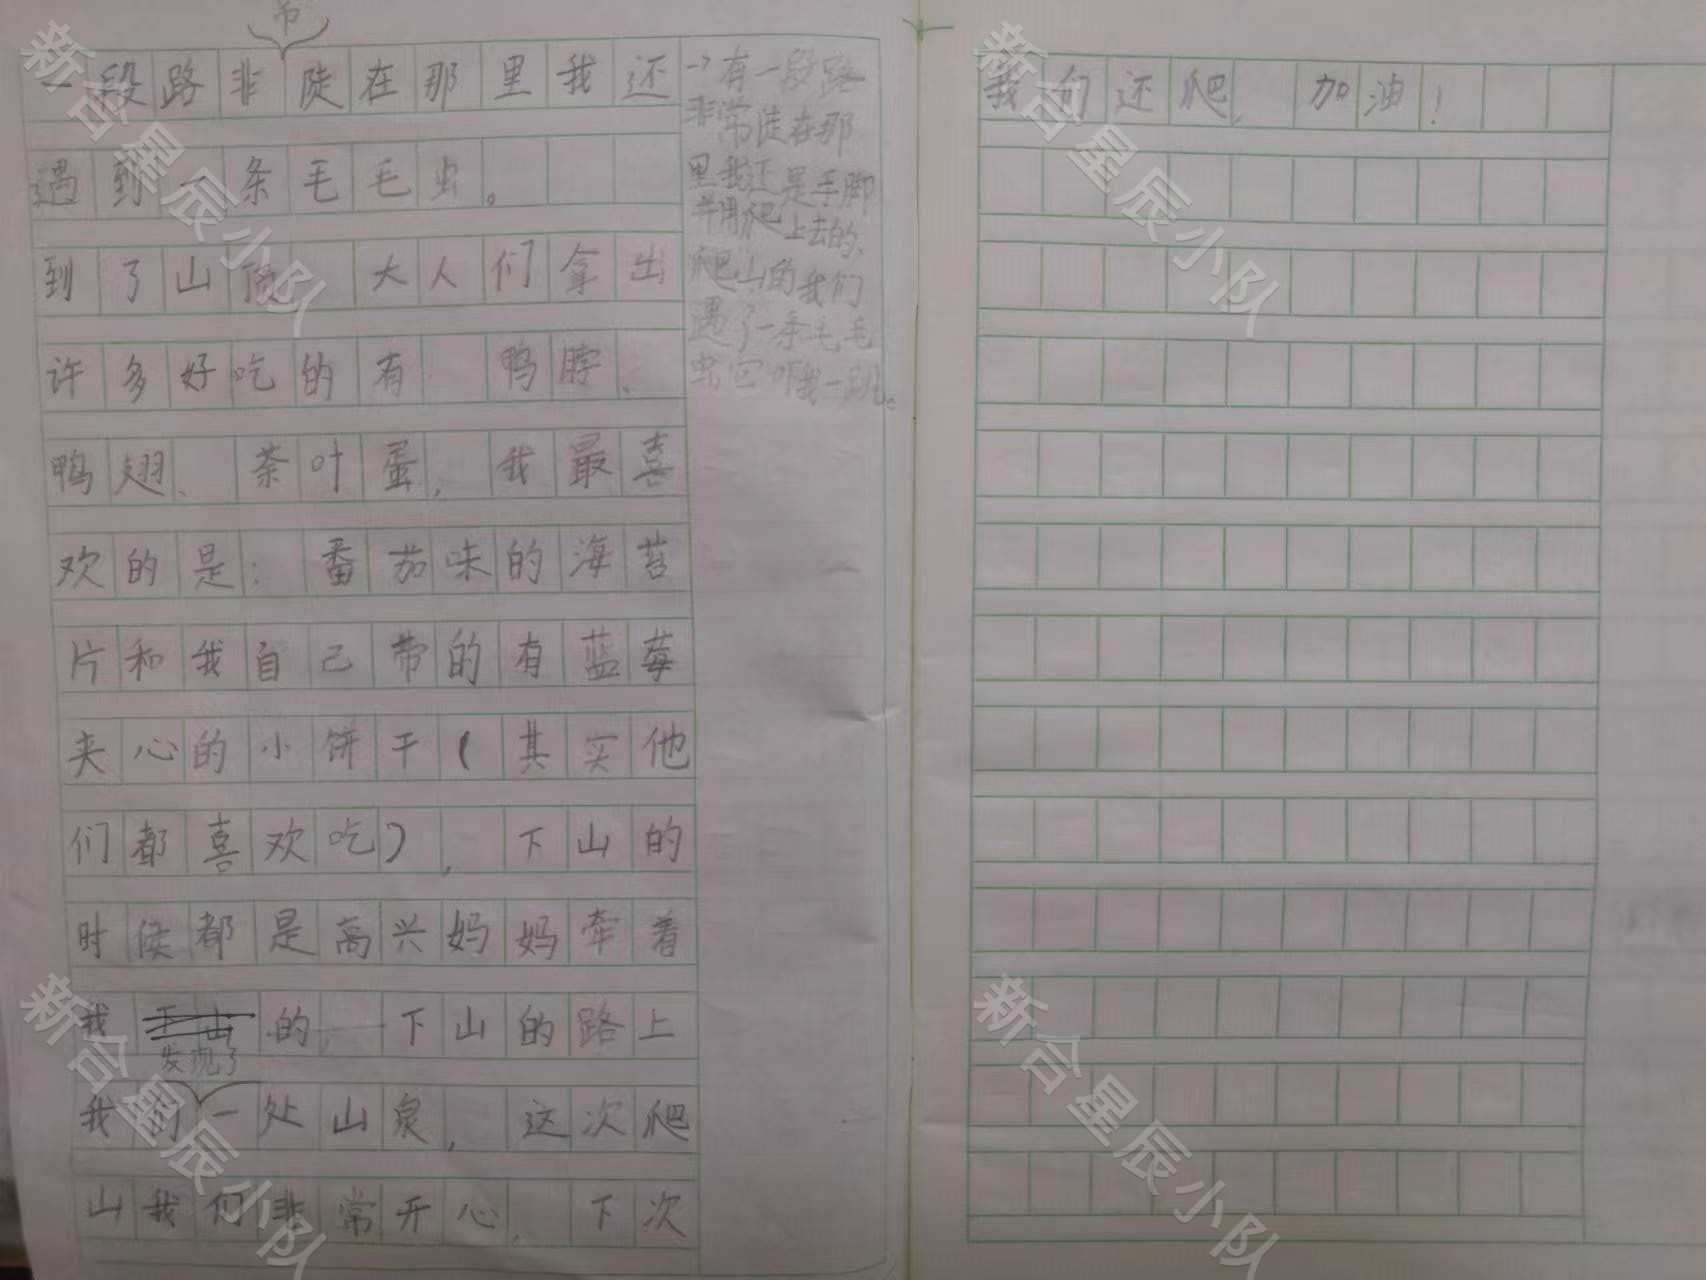 常
一段路非陡在那里我还
遇到一条毛毛虫。
到了山顶 大人们拿出
许多好吃的有 鸭脖、
鸭翅、茶叶蛋，我最喜
欢的是：番茄味的海苔
片和我自己带的有蓝莓
夹心的小饼干(其实他
们都喜欢吃)，下山的
时候都是高兴妈妈牵着
我下山的，下山的路上
发现了
我们一处山泉，这次爬
山我们非常开心，下次
→有一段路
非常陡在那
里我还是手脚
并用爬上去的、
爬山的我们
遇了一条毛毛
虫它吓我一跳。
我们还爬，加油！
新合星辰小队
新合星辰小队
新合星辰小队
新合星辰小队